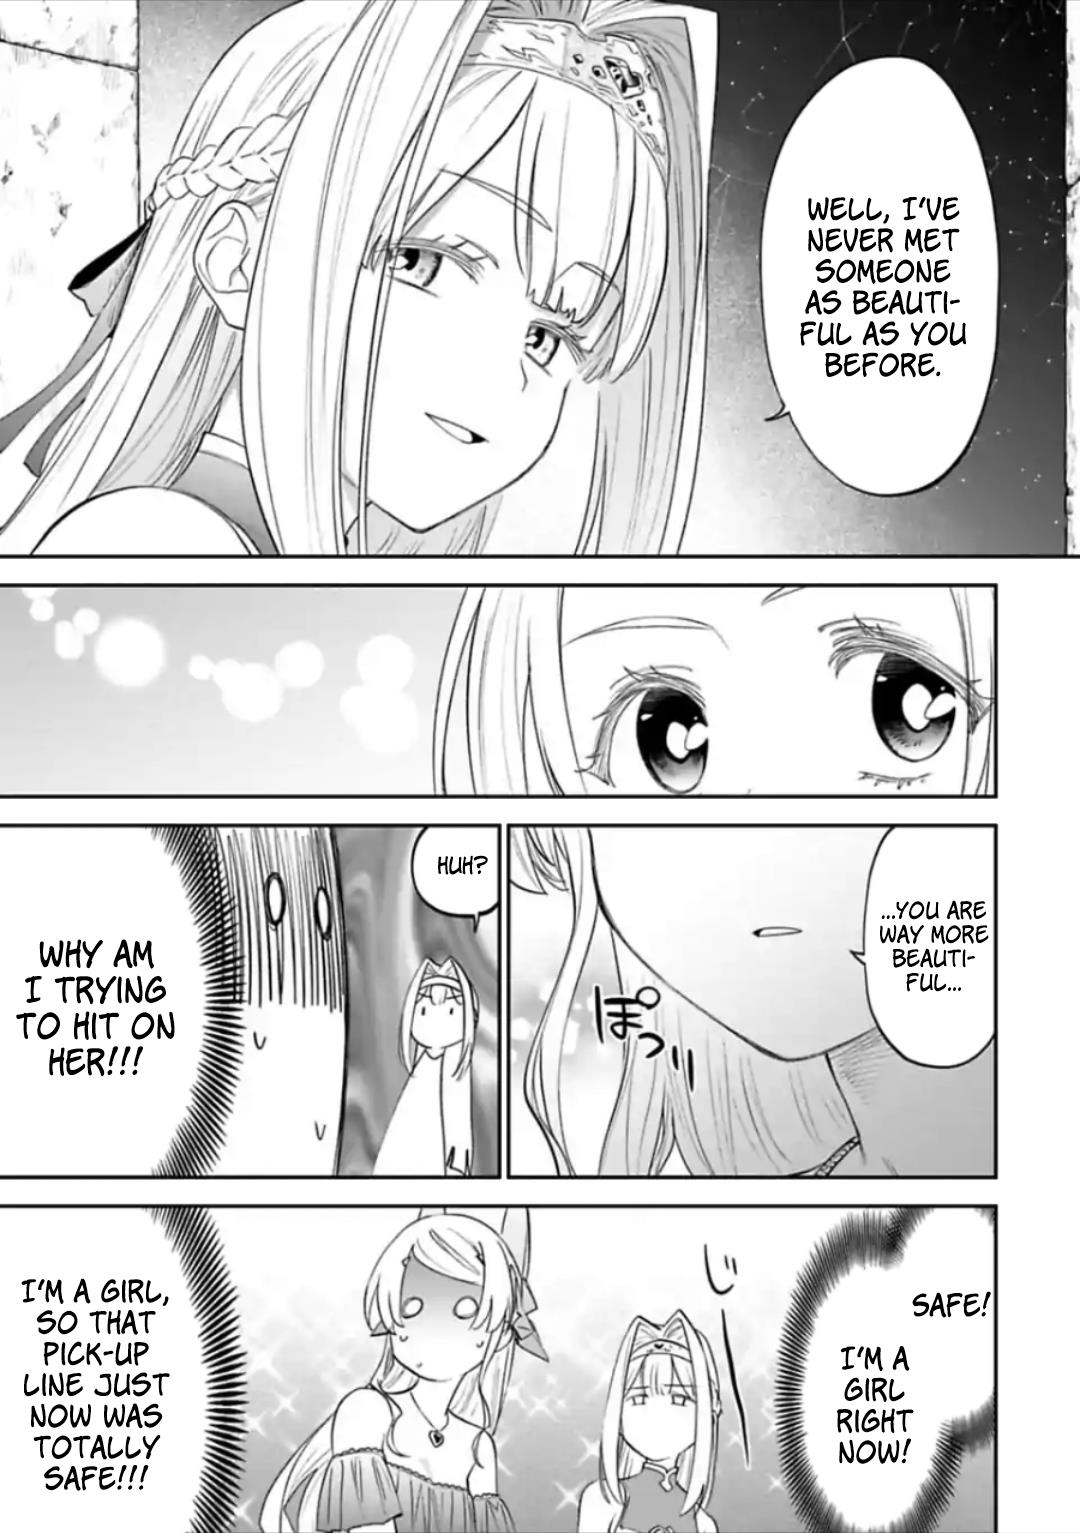 WELL, I'VE
NEVER MET
SOMEONE
AS BEAUTI-
FUL AS YOU
BEFORE.
...YOU ARE
WAY MORE
BEAUTI-
FUL...
ぽっ
HUH?
WHY AM
I TRYING
TO HIT ON
HER!!!
SAFE!
I'M A
GIRL
RIGHT
NOW!
じっ
I'M A GIRL,
SO THAT
PICK-UP
LINE JUST
NOW WAS
TOTALLY
SAFE!!!